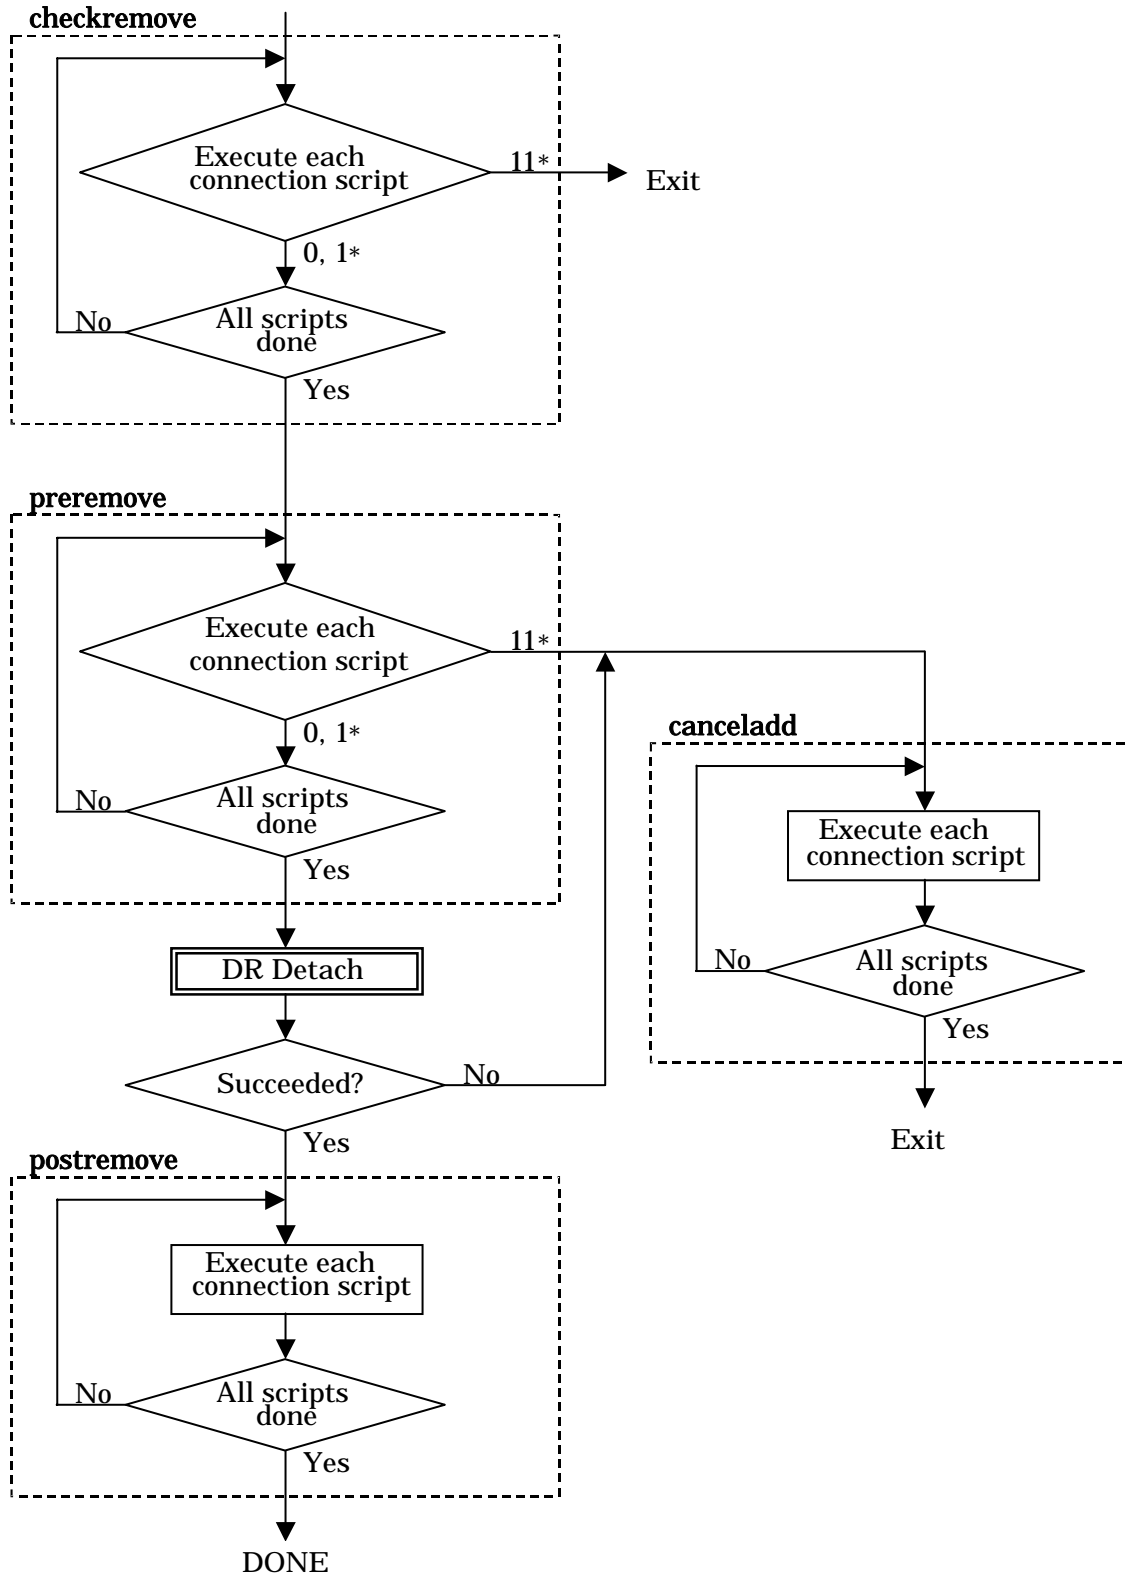 checkremove
Execute each
connection script
11*
Exit
0, 1*
All scripts
done
No
Yes
preremove
Execute each
connection script
11*
0, 1*
All scripts
done
No
Yes
canceladd
Execute each
connection script
All scripts
done
No
Yes
Exit
DR Detach
Succeeded?
No
Yes
postremove
Execute each
connection script
All scripts
done
No
Yes
DONE